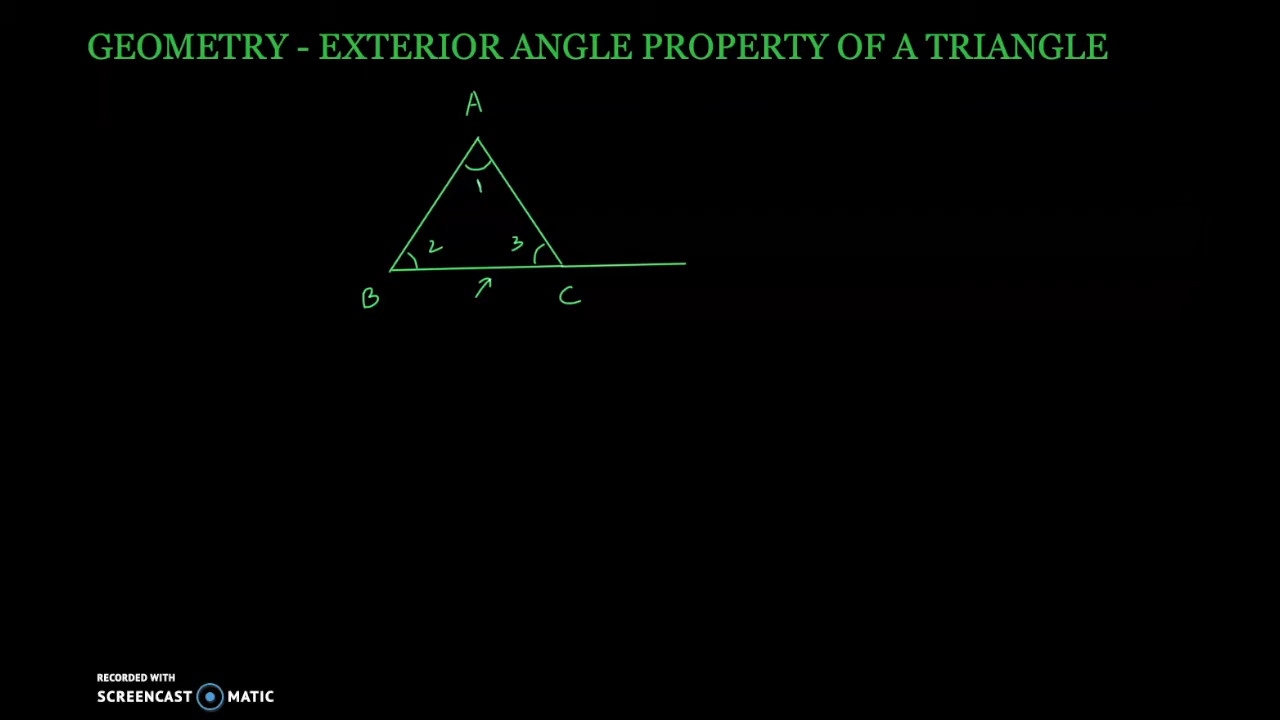 GEOMETRY - EXTERIOR ANGLE PROPERTY OF A TRIANGLE
A
1
2 3
B C
RECORDED WITH
SCREENCAST MATIC